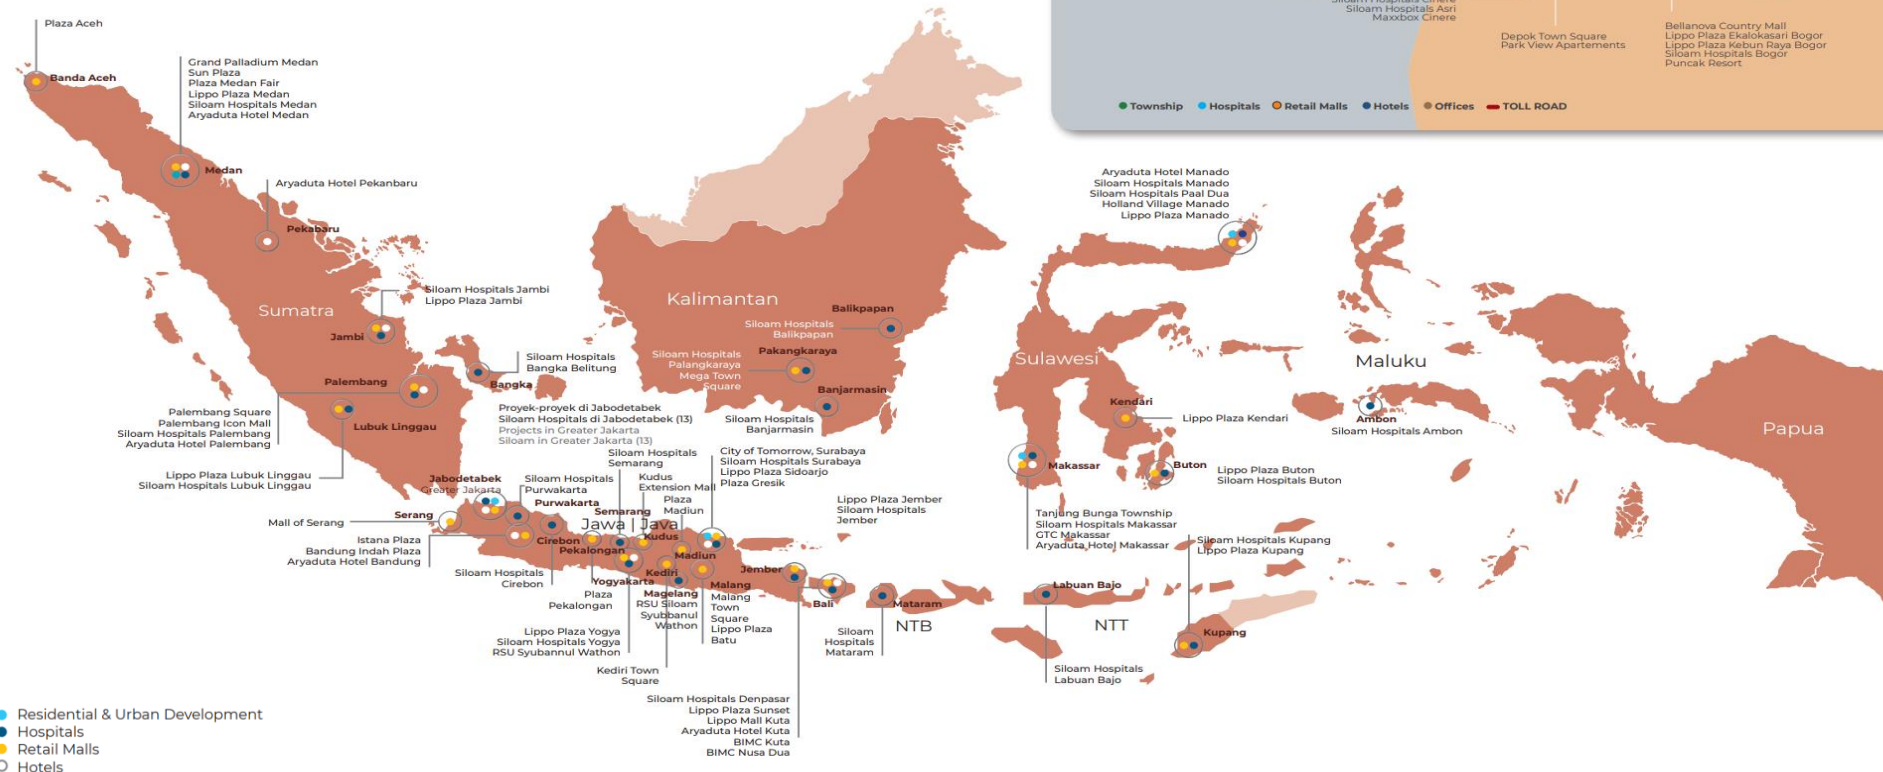 Plaza Aceh
Banda Aceh
Grand Palladium Medan
Sun Plaza
Plaza Medan Fair
Lippo Plaza Medan
Siloam Hospitals Medan
Aryaduta Hotel Medan
Medan
Aryaduta Hotel Pekanbaru
Pekabaru
Sumatra
Siloam Hospitals Jambi
Lippo Plaza Jambi
Jambi
Siloam Hospitals
Bangka Belitung
Bangka
Palembang
Palembang Square
Palembang Icon Mall
Siloam Hospitals Palembang
Aryaduta Hotel Palembang
Lubuk Linggau
Lippo Plaza Lubuk Linggau
Siloam Hospitals Lubuk Linggau
Proyek-proyek di Jabodetabek
Siloam Hospitals di Jabodetabek (13)
Projects in Greater Jakarta
Siloam in Greater Jakarta (13)
Jabodetabek
Greater Jakarta
Serang
Mall of Serang
Istana Plaza
Bandung Indah Plaza
Aryaduta Hotel Bandung
Siloam Hospitals
Purwakarta
Purwakarta
Siloam Hospitals
Cirebon
Cirebon
Siloam Hospitals
Semarang
Semarang
Jawa | Java
Kudus
Extension Mall
Kudus
Plaza
Madiun
Madiun
Pekalongan
Plaza
Pekalongan
Yogyakarta
Lippo Plaza Yogya
Siloam Hospitals Yogya
RSU Syubannul Wathon
Kediri
Kediri Town
Square
Magelang
RSU Siloam
Syubbanul
Wathon
Malang
Malang
Town
Square
Lippo Plaza
Batu
City of Tomorrow, Surabaya
Siloam Hospitals Surabaya
Lippo Plaza Sidoarjo
Plaza Gresik
Lippo Plaza Jember
Siloam Hospitals
Jember
Jember
Bali
Siloam Hospitals Denpasar
Lippo Plaza Sunset
Lippo Mall Kuta
Aryaduta Hotel Kuta
BIMC Kuta
BIMC Nusa Dua
Mataram
Siloam
Hospitals
Mataram
NTB
Kalimantan
Balikpapan
Siloam Hospitals
Balikpapan
Pakangkaraya
Siloam Hospitals
Palangkaraya
Mega Town
Square
Banjarmasin
Siloam Hospitals
Banjarmasin
Aryaduta Hotel Manado
Siloam Hospitals Manado
Siloam Hospitals Paal Dua
Holland Village Manado
Lippo Plaza Manado
Sulawesi
Kendari
Lippo Plaza Kendari
Makassar
Tanjung Bunga Township
Siloam Hospitals Makassar
GTC Makassar
Aryaduta Hotel Makassar
Buton
Lippo Plaza Buton
Siloam Hospitals Buton
Maluku
Ambon
Siloam Hospitals Ambon
Papua
Siloam Hospitals Kupang
Lippo Plaza Kupang
Kupang
Labuan Bajo
NTT
Siloam Hospitals
Labuan Bajo
Siloam Hospitals Cinere
Siloam Hospitals Asri
Maxxbox Cinere
Depok Town Square
Park View Apartements
Bellanova Country Mall
Lippo Plaza Ekalokasari Bogor
Lippo Plaza Kebun Raya Bogor
Siloam Hospitals Bogor
Puncak Resort
Township
Hospitals
Retail Malls
Hotels
Offices
TOLL ROAD
Residential & Urban Development
Hospitals
Retail Malls
Hotels